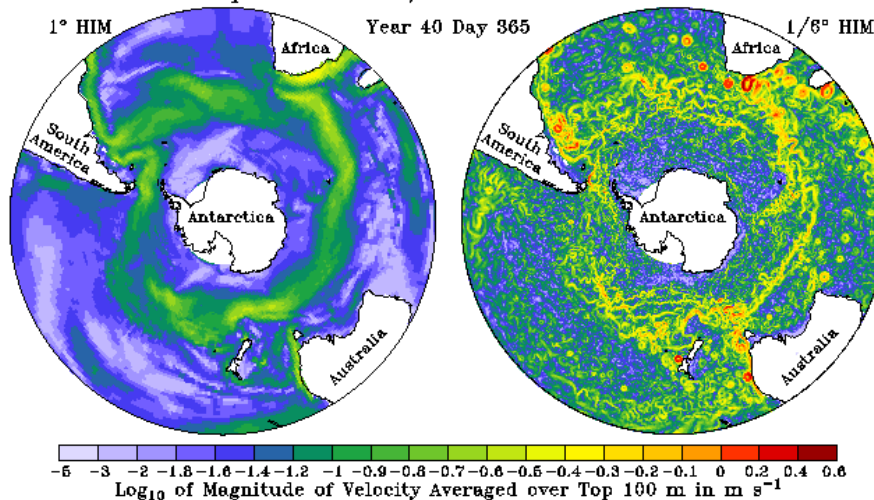 1° HIM
Year 40 Day 365
1/6° HIM
Africa
Africa
South
America
South
America
Antarctica
Antarctica
Australia
Australia
-5 -3 -2 -1.8 -1.6 -1.4 -1.2 -1 -0.9 -0.8 -0.7 -0.6 -0.5 -0.4 -0.3 -0.2 -0.1 0 0.2 0.4 0.6
Log₁₀ of Magnitude of Velocity Averaged over Top 100 m in m s⁻¹